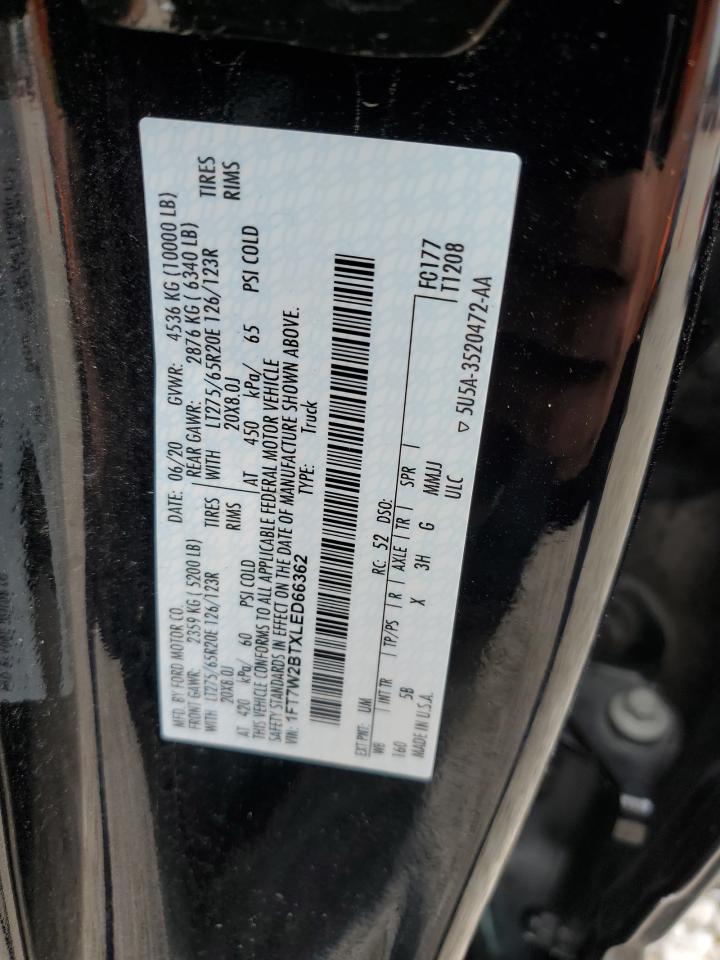 MFD. BY FORD MOTOR CO. DATE: 06/20 GVWR: 4536 KG (10000 LB)
FRONT GAWR: 2359 KG ( 5200 LB) REAR GAWR: 2876 KG ( 6340 LB)
WITH LT275/65R20E 126/123R TIRES WITH LT275/65R20E 126/123R TIRES
20X8.0J RIMS 20X8.0J RIMS
AT 420 kPa/ 60 PSI COLD AT 450 kPa/ 65 PSI COLD
THIS VEHICLE CONFORMS TO ALL APPLICABLE FEDERAL MOTOR VEHICLE
SAFETY STANDARDS IN EFFECT ON THE DATE OF MANUFACTURE SHOWN ABOVE.
VIN: 1FT7W2BTXLED66362 TYPE: Truck
EXT PNT: UM RC: 52 DSO: FC177
WB INT TR TP/PS R AXLE TR SPR T1208
160 5B X 3H G MMJJ
MADE IN U.S.A. ULC
▽ 5U5A-3520472-AA